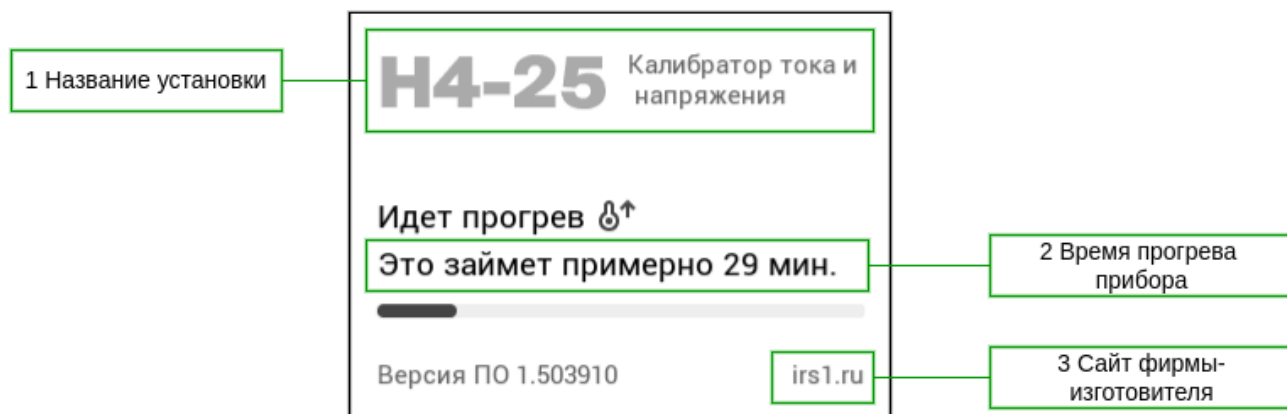 1 Название установки
Н4-25
Калибратор тока и
напряжения
Идет прогрев
Это займет примерно 29 мин.
2 Время прогрева
прибора
Версия ПО 1.503910
irs1.ru
3 Сайт фирмы-
изготовителя